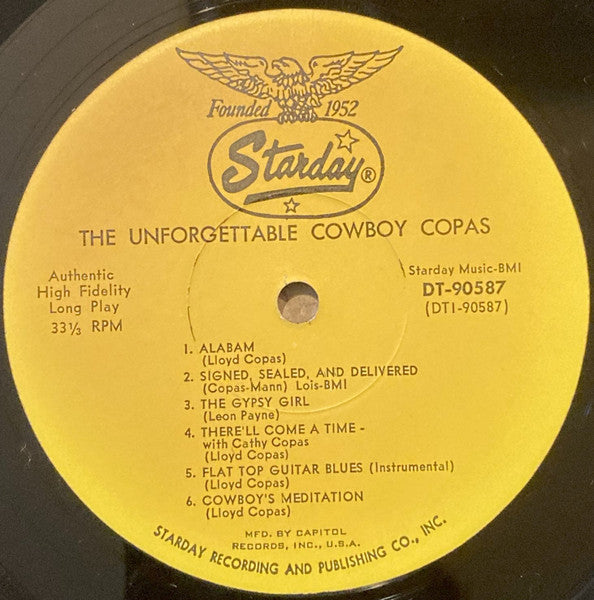 Founded 1952
Starday®
THE UNFORGETTABLE COWBOY COPAS
Authentic
High Fidelity
Long Play
33⅓ RPM
Starday Music-BMI
DT-90587
(DT1-90587)
1. ALABAM
(Lloyd Copas)
2. SIGNED, SEALED, AND DELIVERED
(Copas-Mann) Lois-BMI
3. THE GYPSY GIRL
(Leon Payne)
4. THERE'LL COME A TIME -
with Cathy Copas
(Lloyd Copas)
5. FLAT TOP GUITAR BLUES (Instrumental)
(Lloyd Copas)
6. COWBOY'S MEDITATION
(Lloyd Copas)
MFD. BY CAPITOL
RECORDS, INC., U.S.A.
STARDAY RECORDING AND PUBLISHING CO., INC.